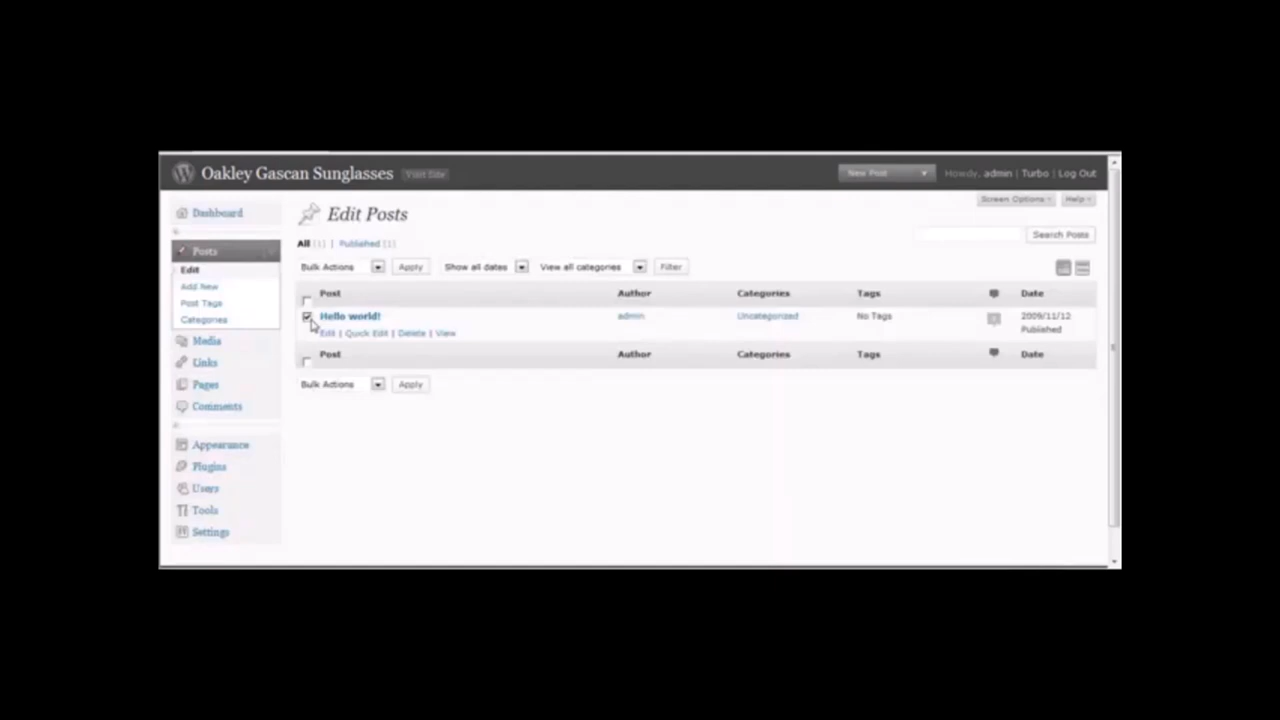 Oakley Gascan Sunglasses Visit Site New Post Howdy, admin | Turbo | Log Out
Screen Options Help
Dashboard
Edit Posts
Search Posts
All (1) | Published (1)
Posts
Edit
Add New
Post Tags
Categories
Media
Links
Pages
Comments
Appearance
Plugins
Users
Tools
Settings
Bulk Actions Apply Show all dates View all categories Filter
Post Author Categories Tags Date
Hello world! admin Uncategorized No Tags 2009/11/12
Published
Edit | Quick Edit | Delete | View
Post Author Categories Tags Date
Bulk Actions Apply